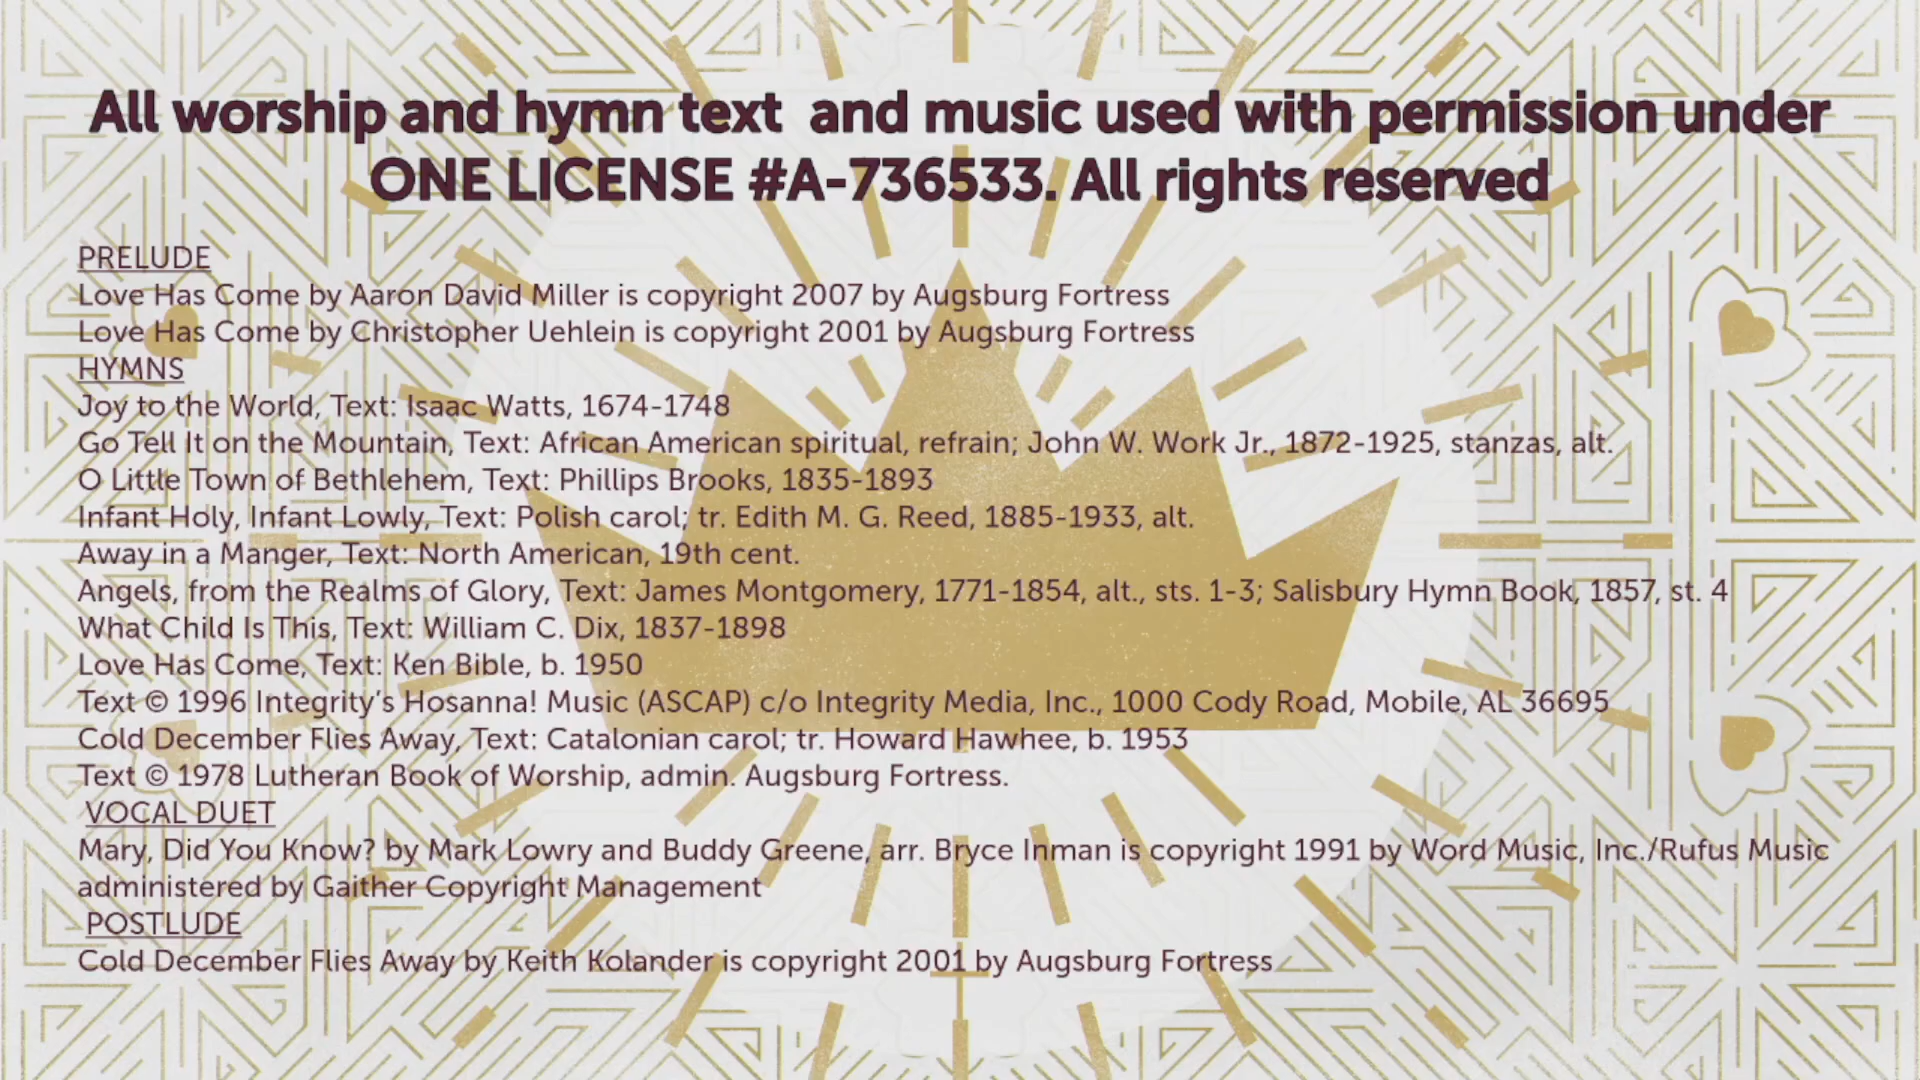 All worship and hymn text  and music used with permission under
ONE LICENSE #A-736533. All rights reserved
PRELUDE
Love Has Come by Aaron David Miller is copyright 2007 by Augsburg Fortress
Love Has Come by Christopher Uehlein is copyright 2001 by Augsburg Fortress
HYMNS
Joy to the World, Text: Isaac Watts, 1674-1748
Go Tell It on the Mountain, Text: African American spiritual, refrain; John W. Work Jr., 1872-1925, stanzas, alt.
O Little Town of Bethlehem, Text: Phillips Brooks, 1835-1893
Infant Holy, Infant Lowly, Text: Polish carol; tr. Edith M. G. Reed, 1885-1933, alt.
Away in a Manger, Text: North American, 19th cent.
Angels, from the Realms of Glory, Text: James Montgomery, 1771-1854, alt., sts. 1-3; Salisbury Hymn Book, 1857, st. 4
What Child Is This, Text: William C. Dix, 1837-1898
Love Has Come, Text: Ken Bible, b. 1950
Text © 1996 Integrity’s Hosanna! Music (ASCAP) c/o Integrity Media, Inc., 1000 Cody Road, Mobile, AL 36695
Cold December Flies Away, Text: Catalonian carol; tr. Howard Hawhee, b. 1953
Text © 1978 Lutheran Book of Worship, admin. Augsburg Fortress.
VOCAL DUET
Mary, Did You Know? by Mark Lowry and Buddy Greene, arr. Bryce Inman is copyright 1991 by Word Music, Inc./Rufus Music
administered by Gaither Copyright Management
POSTLUDE
Cold December Flies Away by Keith Kolander is copyright 2001 by Augsburg Fortress